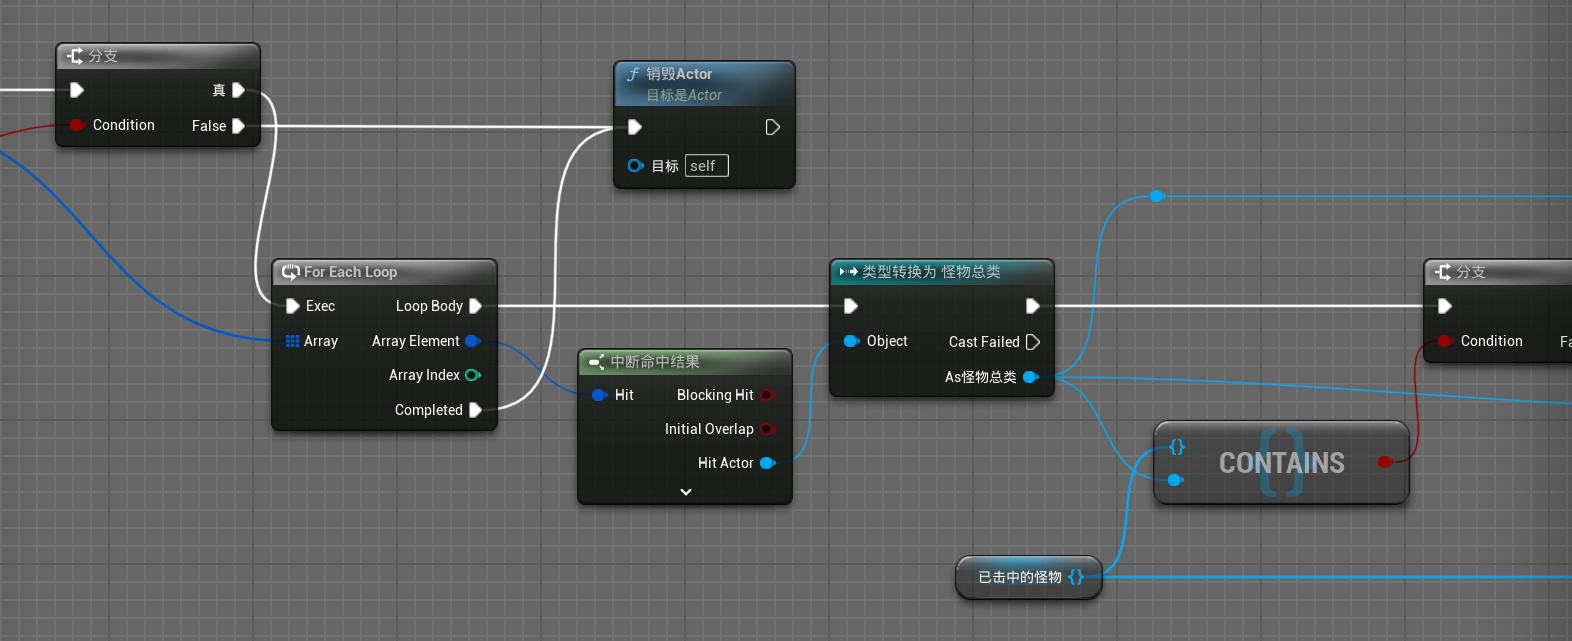 分支
真
Condition
False
销毁Actor
目标是Actor
目标
self
For Each Loop
Exec
Loop Body
Array
Array Element
Array Index
Completed
中断命中结果
Hit
Blocking Hit
Initial Overlap
Hit Actor
类型转换为 怪物总类
Object
Cast Failed
As怪物总类
分支
Condition
Fa
CONTAINS
已击中的怪物